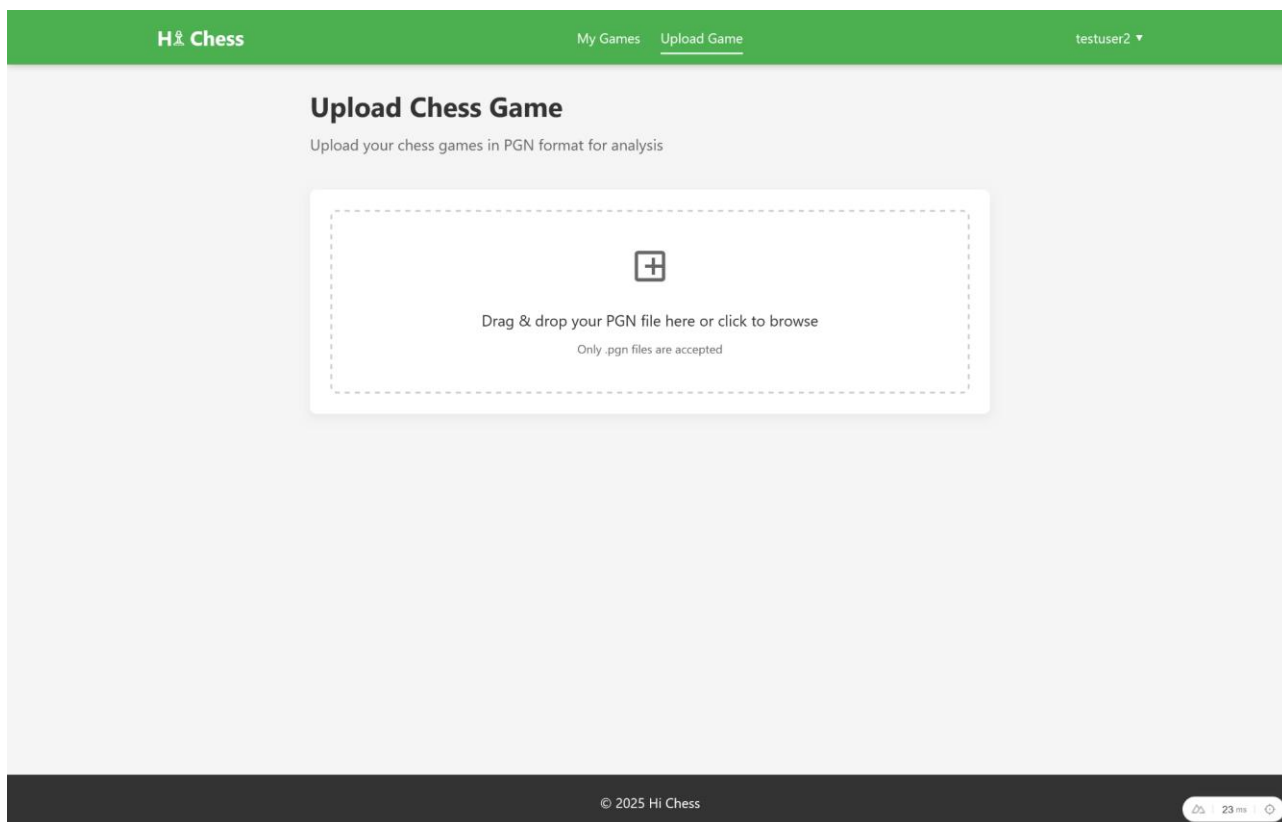 Hi Chess
My Games Upload Game
testuser2 ▼
Upload Chess Game
Upload your chess games in PGN format for analysis
Drag & drop your PGN file here or click to browse
Only .pgn files are accepted
© 2025 Hi Chess
23 ms